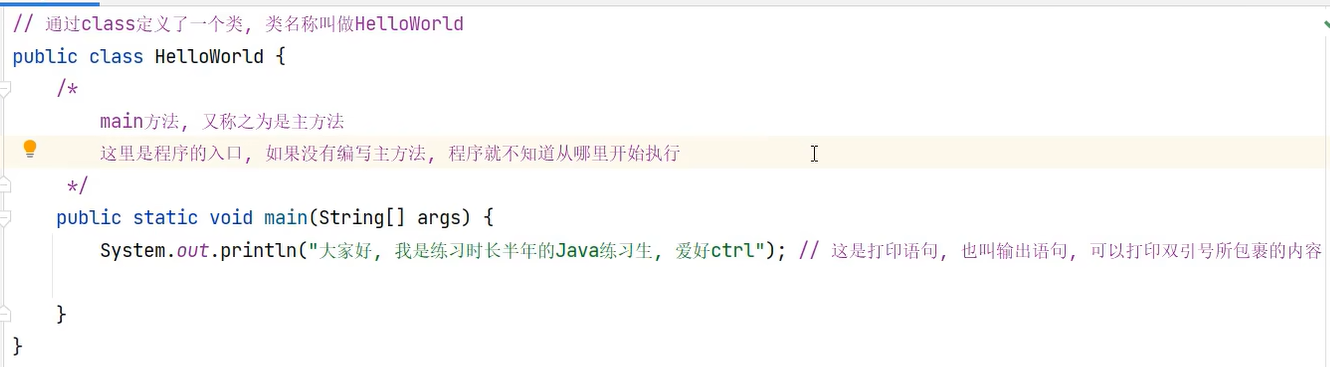 // 通过class定义了一个类, 类名称叫做HelloWorld
public class HelloWorld {
/*
main方法, 又称之为是主方法
这里是程序的入口, 如果没有编写主方法, 程序就不知道从哪里开始执行
*/
public static void main(String[] args) {
System.out.println("大家好, 我是练习时长半年的Java练习生, 爱好ctrl"); // 这是打印语句, 也叫输出语句, 可以打印双引号所包裹的内容
}
}